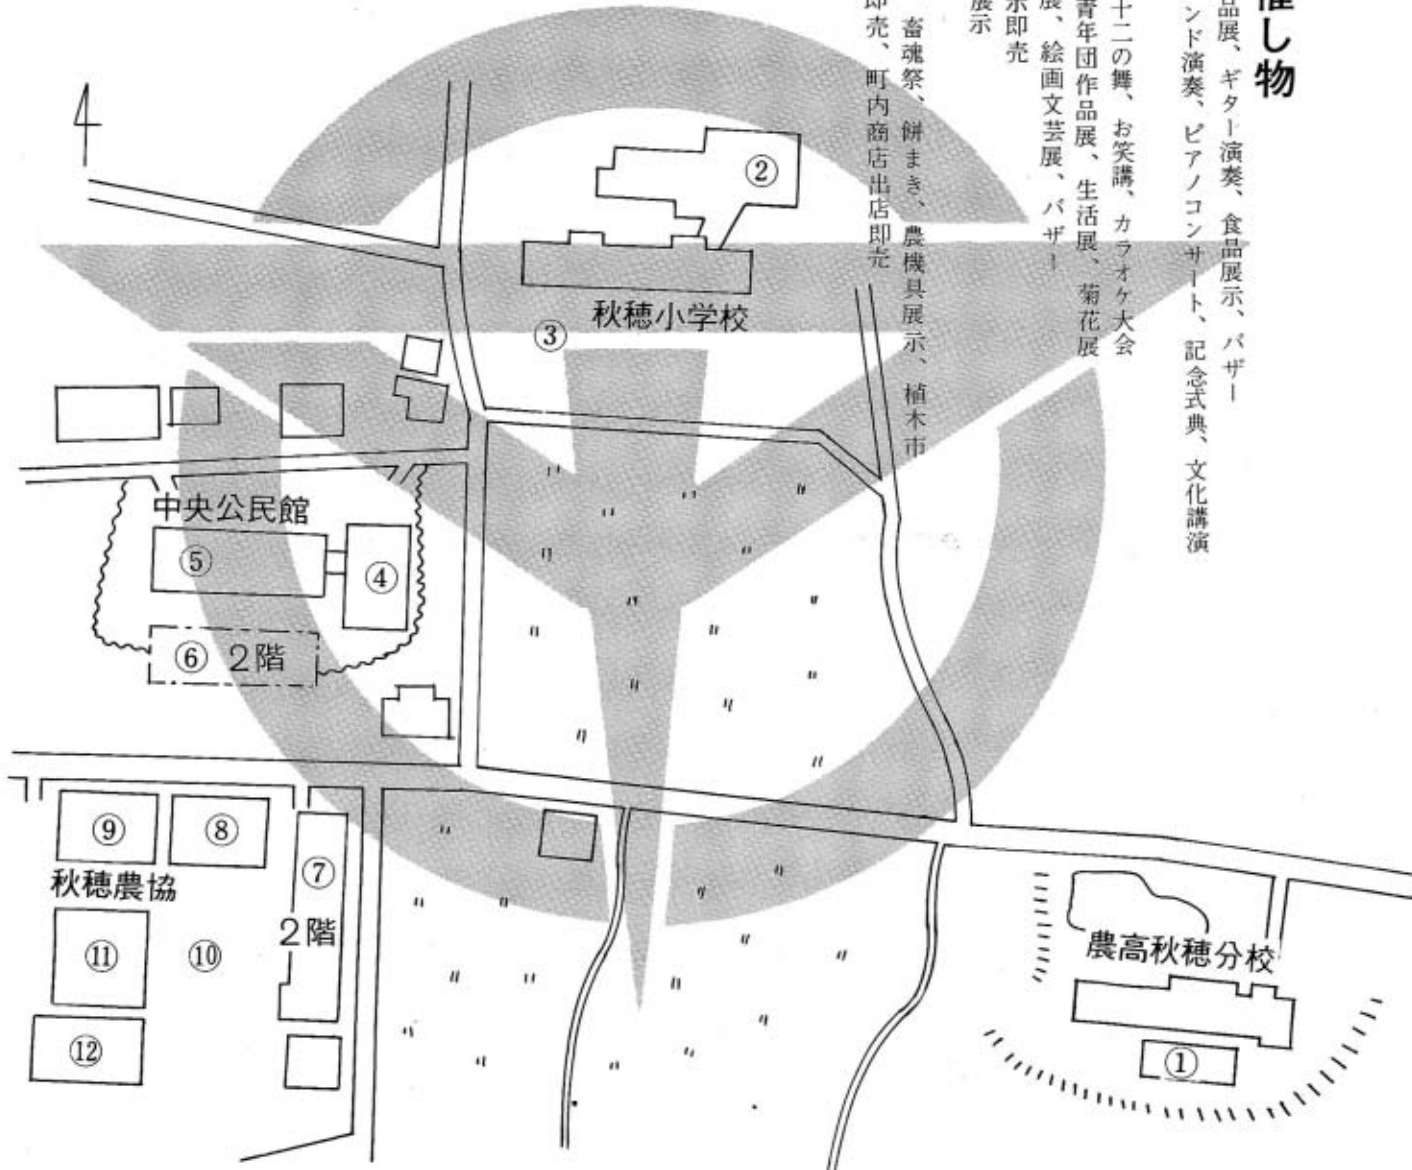 催し物
品展、ギター演奏、食品展示、バザー
ンド演奏、ピアノコンサート、記念式典、文化講演
十二の舞、お笑講、カラオケ大会
青年団作品展、生活展、菊花展
展、絵画文芸展、バザー
示即売
展示
畜魂祭、餅まき、農機具展示、植木市
即売、町内商店出店即売
②
秋穂小学校
③
中央公民館
⑤
④
⑥ 2階
⑨
⑧
⑦
秋穂農協
2階
⑪
⑩
⑫
農高秋穂分校
①